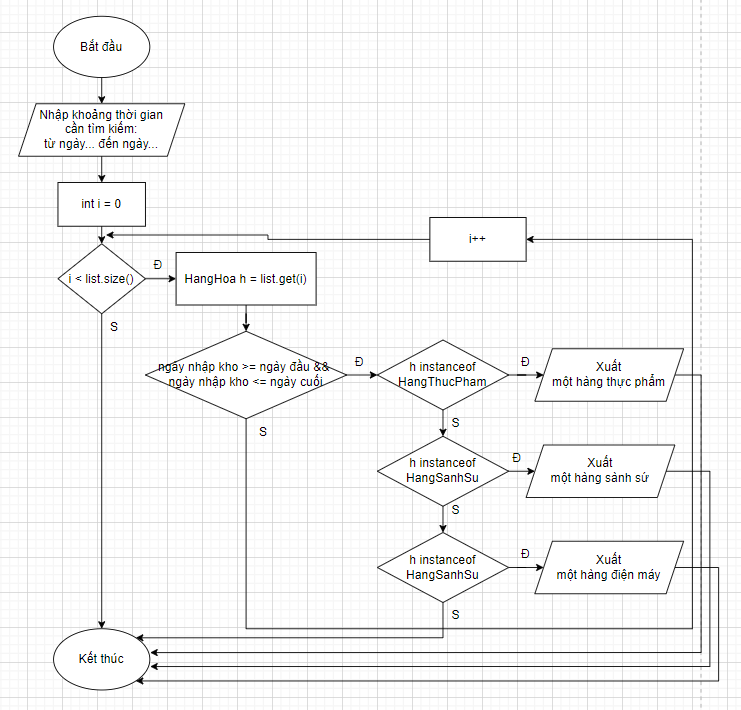 Bắt đầu
Nhập khoảng thời gian
cần tìm kiếm:
từ ngày... đến ngày...
int i = 0
i++
i < list.size()
Đ
HangHoa h = list.get(i)
S
ngày nhập kho >= ngày đầu &&
ngày nhập kho <= ngày cuối
Đ
S
h instanceof
HangThucPham
Đ
Xuất
một hàng thực phẩm
S
h instanceof
HangSanhSu
Đ
Xuất
một hàng sành sứ
S
h instanceof
HangSanhSu
Đ
Xuất
một hàng điện máy
S
Kết thúc